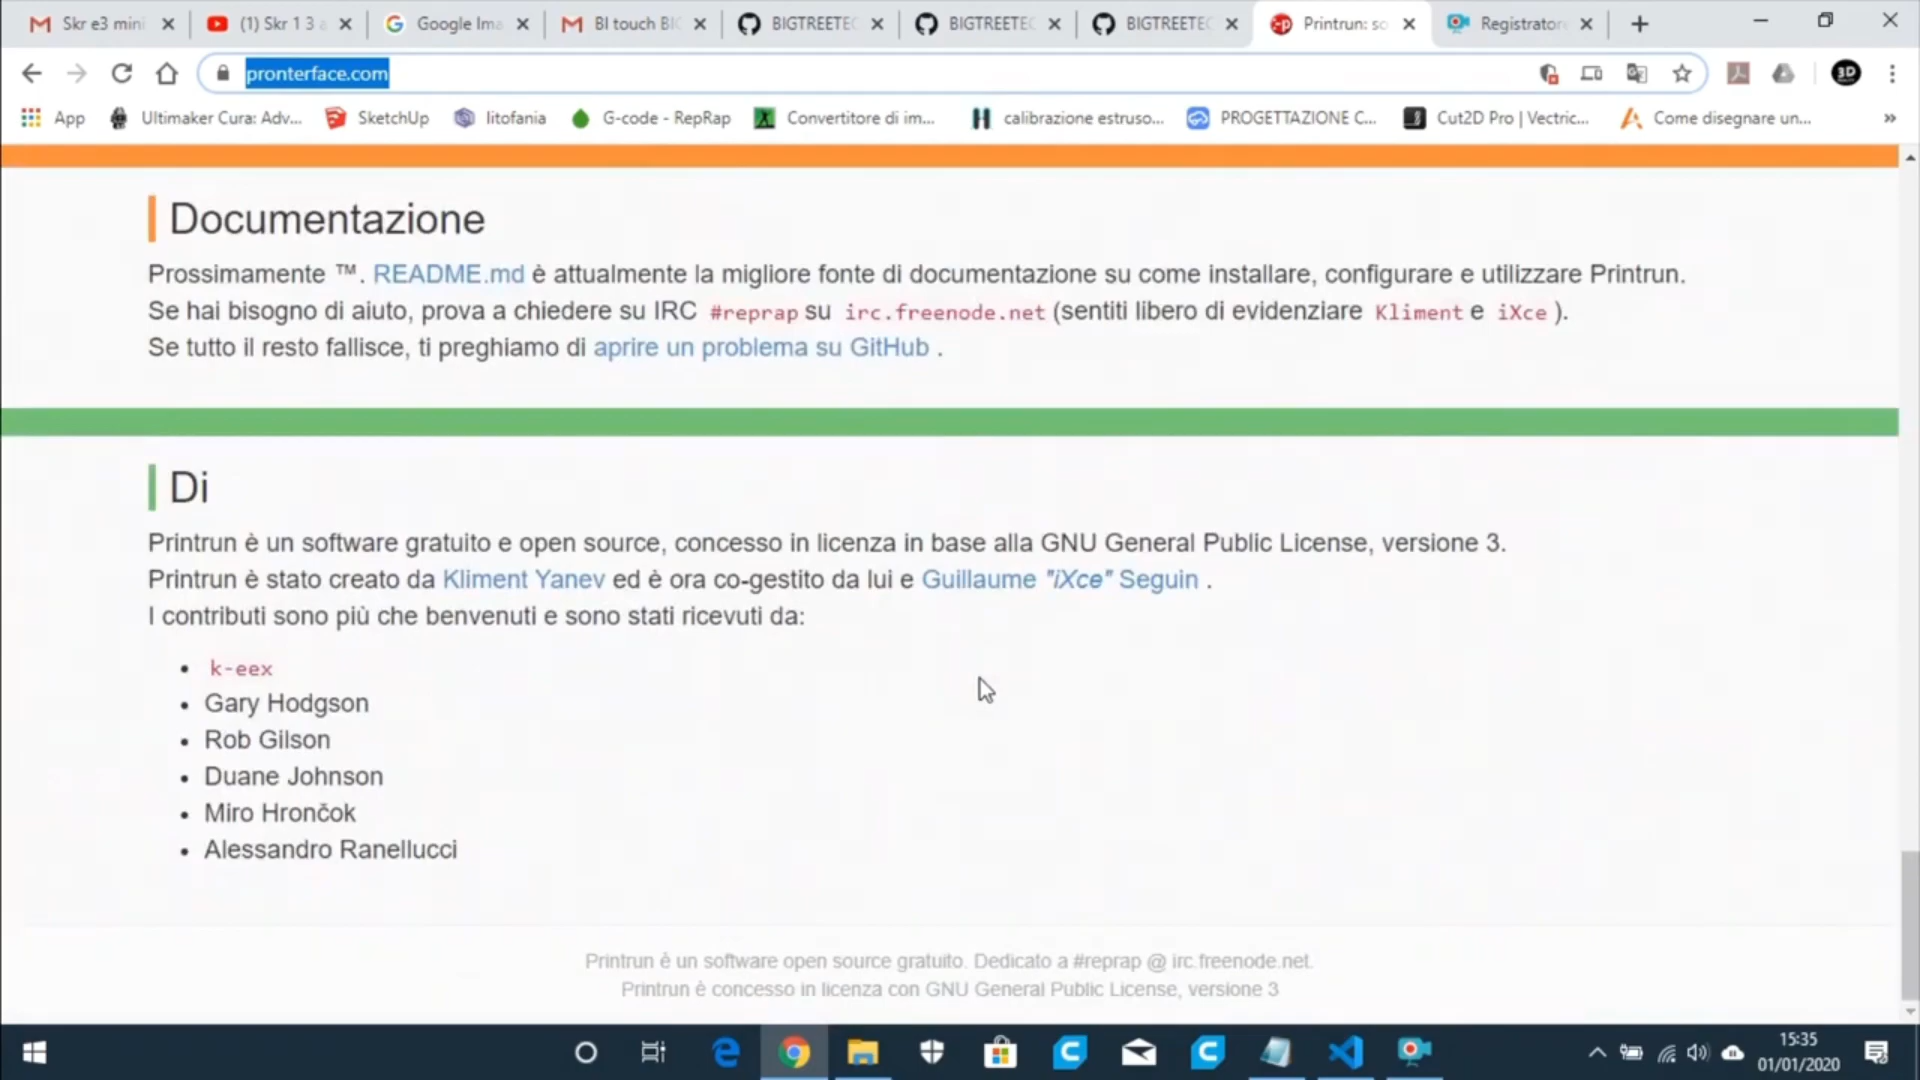 Skr e3 mini
(1) Skr 1 3 a
Google Ima
BI touch BIG
BIGTREETEC
BIGTREETEC
BIGTREETEC
Printrun: so
Registratore
pronterface.com
3D
App
Ultimaker Cura: Adv...
SketchUp
litofania
G-code - RepRap
Convertitore di im...
calibrazione estruso...
PROGETTAZIONE C...
Cut2D Pro | Vectric...
Come disegnare un...
»
Documentazione
Prossimamente ™. README.md è attualmente la migliore fonte di documentazione su come installare, configurare e utilizzare Printrun.
Se hai bisogno di aiuto, prova a chiedere su IRC #reprap su irc.freenode.net (sentiti libero di evidenziare Kliment e iXce ).
Se tutto il resto fallisce, ti preghiamo di aprire un problema su GitHub .
Di
Printrun è un software gratuito e open source, concesso in licenza in base alla GNU General Public License, versione 3.
Printrun è stato creato da Kliment Yanev ed è ora co-gestito da lui e Guillaume "iXce" Seguin .
I contributi sono più che benvenuti e sono stati ricevuti da:
• k-eex
• Gary Hodgson
• Rob Gilson
• Duane Johnson
• Miro Hrončok
• Alessandro Ranellucci
Printrun è un software open source gratuito. Dedicato a #reprap @ irc.freenode.net.
Printrun è concesso in licenza con GNU General Public License, versione 3
15:35
01/01/2020